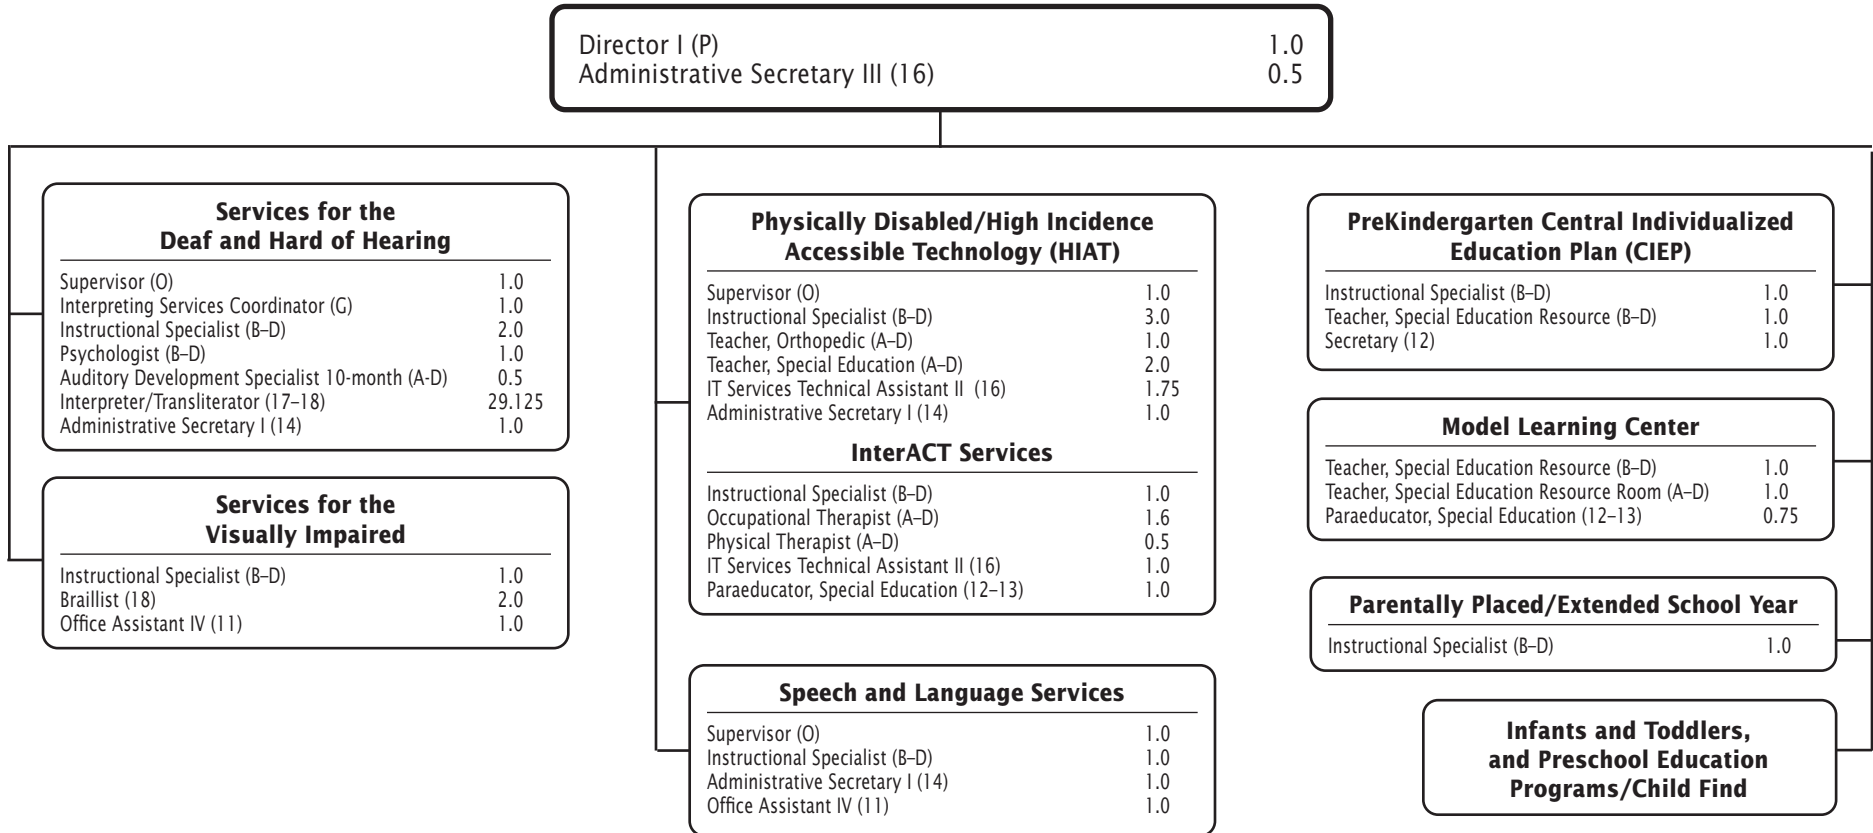 Director I (P) 1.0
Administrative Secretary III (16) 0.5
Services for the
Deaf and Hard of Hearing
Supervisor (O) 1.0
Interpreting Services Coordinator (G) 1.0
Instructional Specialist (B–D) 2.0
Psychologist (B–D) 1.0
Auditory Development Specialist 10-month (A-D) 0.5
Interpreter/Transliterator (17–18) 29.125
Administrative Secretary I (14) 1.0
Services for the
Visually Impaired
Instructional Specialist (B–D) 1.0
Braillist (18) 2.0
Office Assistant IV (11) 1.0
Physically Disabled/High Incidence
Accessible Technology (HIAT)
Supervisor (O) 1.0
Instructional Specialist (B–D) 3.0
Teacher, Orthopedic (A–D) 1.0
Teacher, Special Education (A–D) 2.0
IT Services Technical Assistant II (16) 1.75
Administrative Secretary I (14) 1.0
InterACT Services
Instructional Specialist (B–D) 1.0
Occupational Therapist (A–D) 1.6
Physical Therapist (A–D) 0.5
IT Services Technical Assistant II (16) 1.0
Paraeducator, Special Education (12–13) 1.0
Speech and Language Services
Supervisor (O) 1.0
Instructional Specialist (B–D) 1.0
Administrative Secretary I (14) 1.0
Office Assistant IV (11) 1.0
PreKindergarten Central Individualized
Education Plan (CIEP)
Instructional Specialist (B–D) 1.0
Teacher, Special Education Resource (B–D) 1.0
Secretary (12) 1.0
Model Learning Center
Teacher, Special Education Resource (B–D) 1.0
Teacher, Special Education Resource Room (A–D) 1.0
Paraeducator, Special Education (12–13) 0.75
Parentally Placed/Extended School Year
Instructional Specialist (B–D) 1.0
Infants and Toddlers,
and Preschool Education
Programs/Child Find